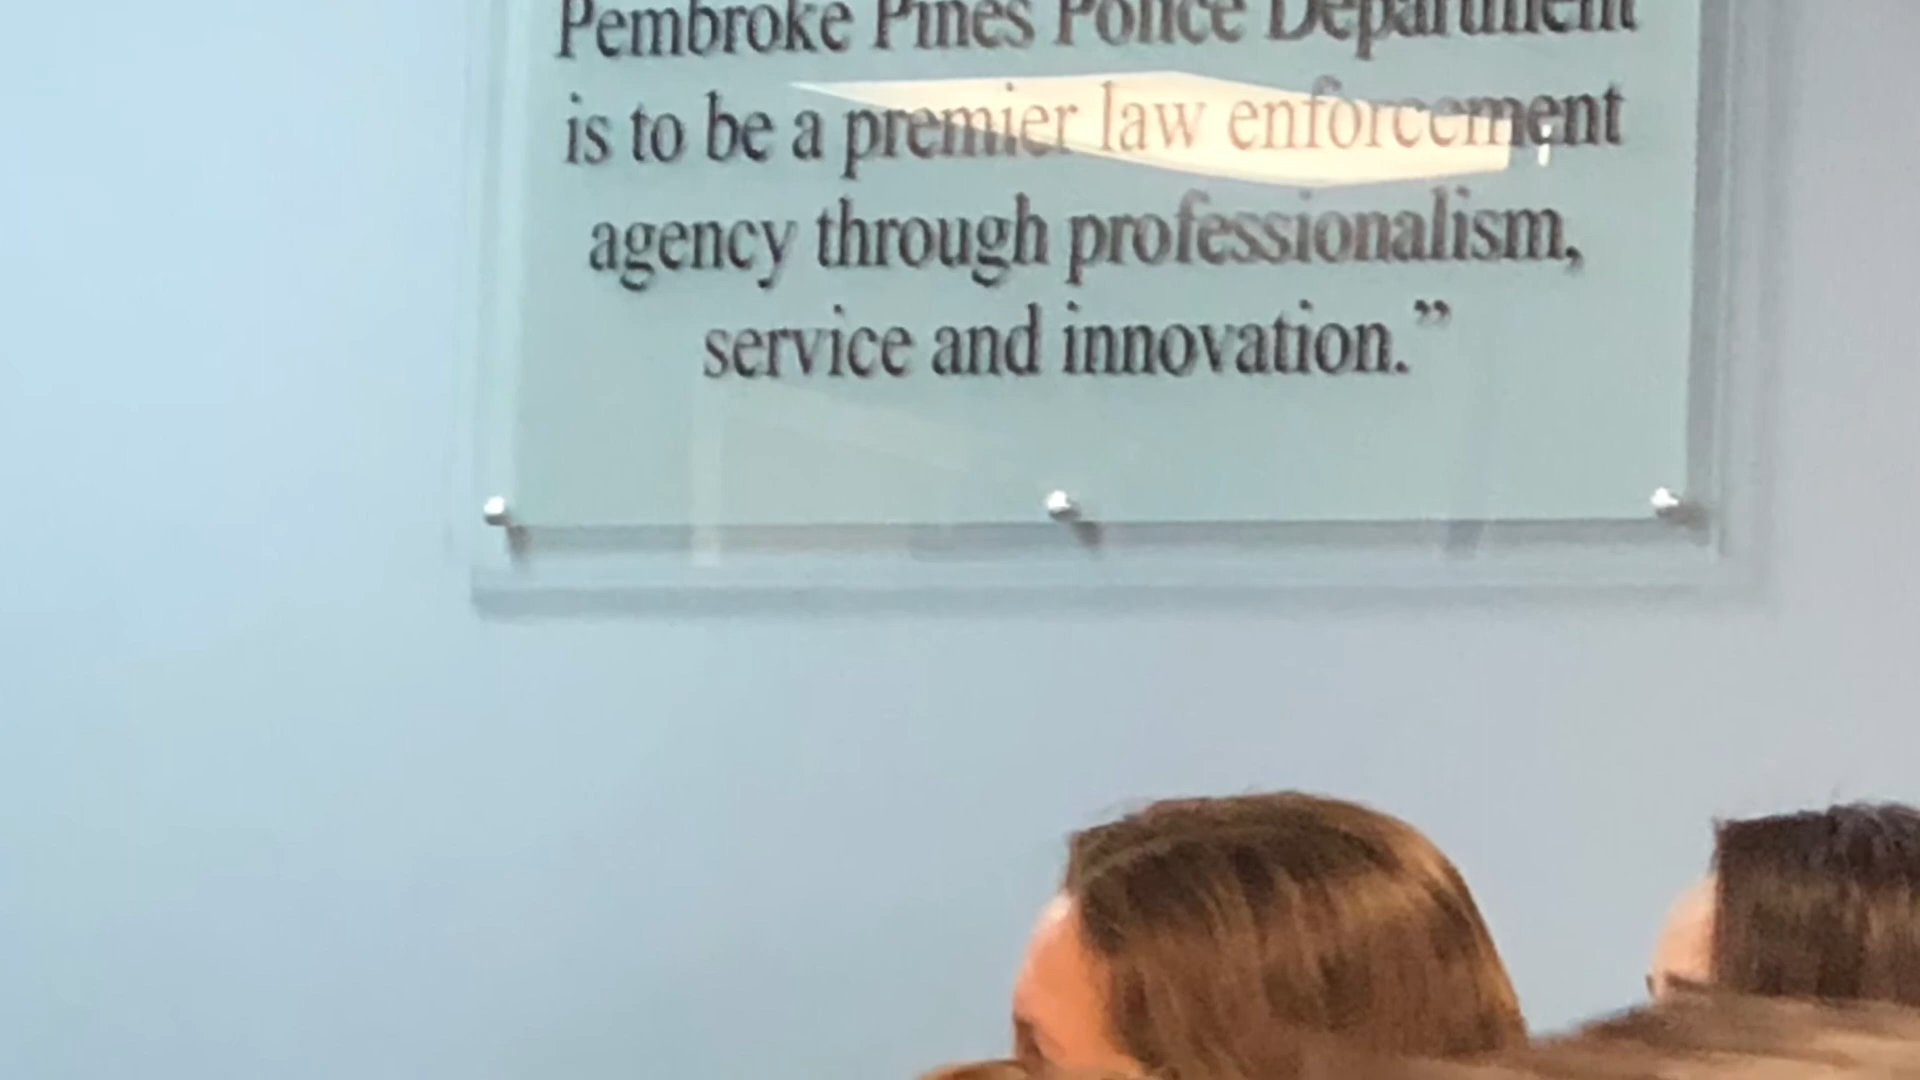 Pembroke Pines Police Department
is to be a premier law enforcement
agency through professionalism,
service and innovation.”